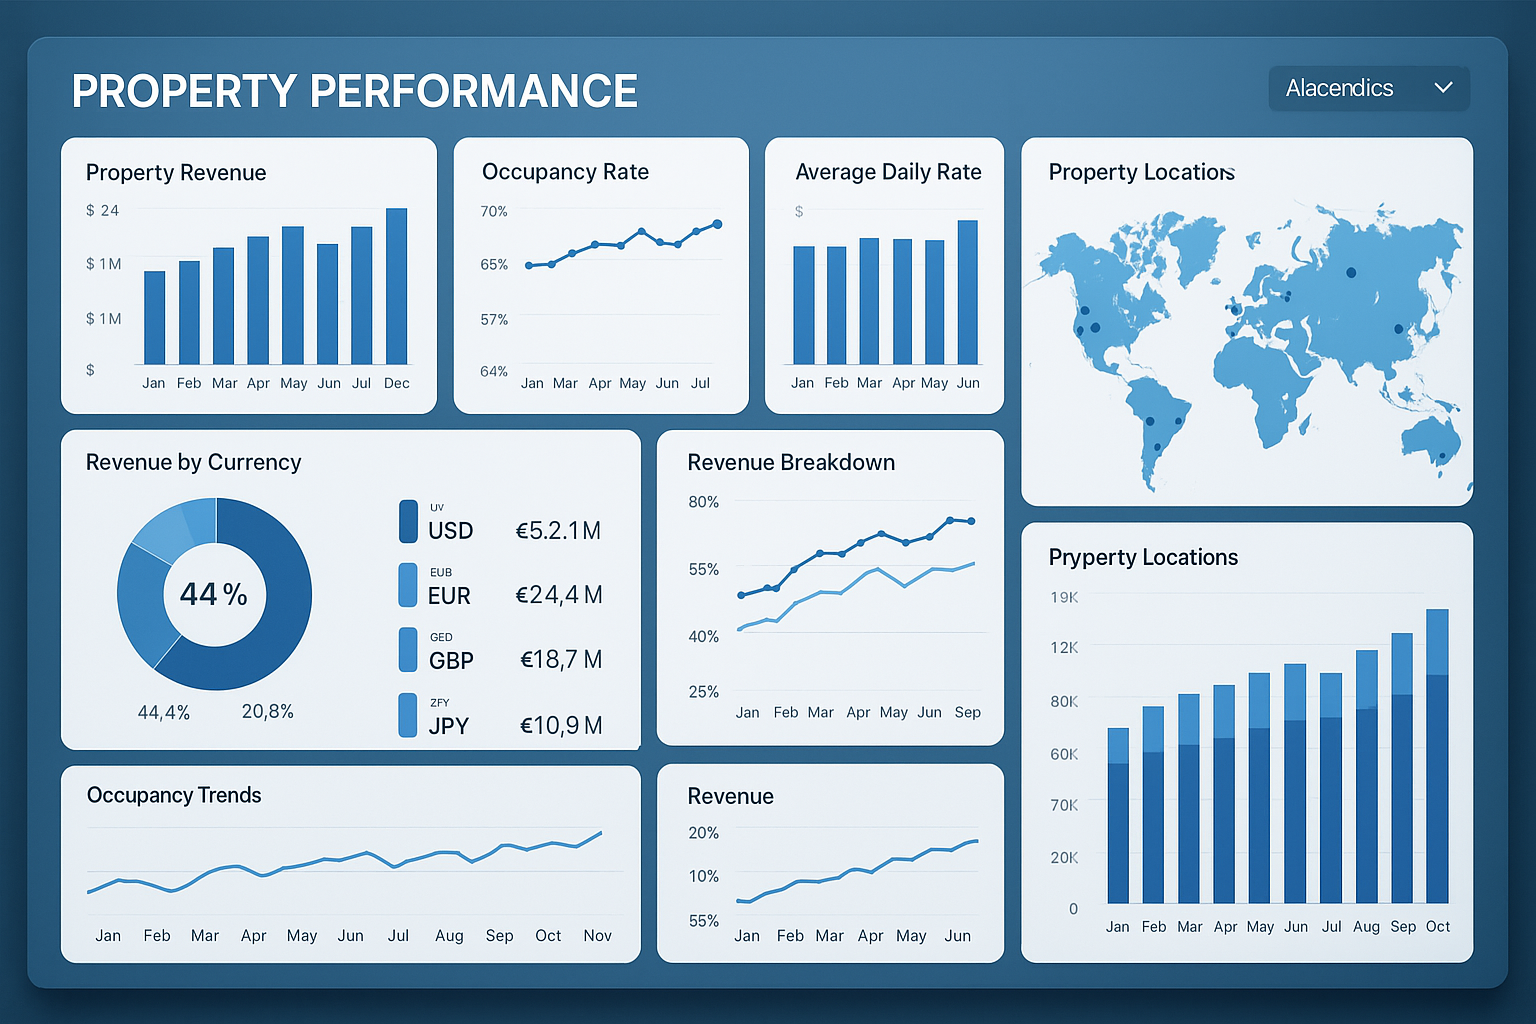 PROPERTY PERFORMANCE
Alacendics
Property Revenue
$ 24
$ 1M
$ 1M
$
Jan Feb Mar Apr May Jun Jul Dec
Occupancy Rate
70%
65%
57%
64%
Jan Mar Apr May Jun Jul
Average Daily Rate
$
Jan Feb Mar Apr May Jun
Property Locations
Revenue by Currency
44%
44,4% 20,8%
UV
USD €5.2.1M
EUB
EUR €24,4M
GED
GBP €18,7M
ZFY
JPY €10,9M
Revenue Breakdown
80%
55%
40%
25%
Jan Feb Mar Apr May Jun Sep
Pryperty Locations
19K
12K
80K
60K
70K
20K
0
Jan Feb Mar Apr May Jun Jul Aug Sep Oct
Occupancy Trends
Jan Feb Mar Apr May Jun Jul Aug Sep Oct Nov
Revenue
20%
10%
55%
Jan Feb Mar Apr May Jun